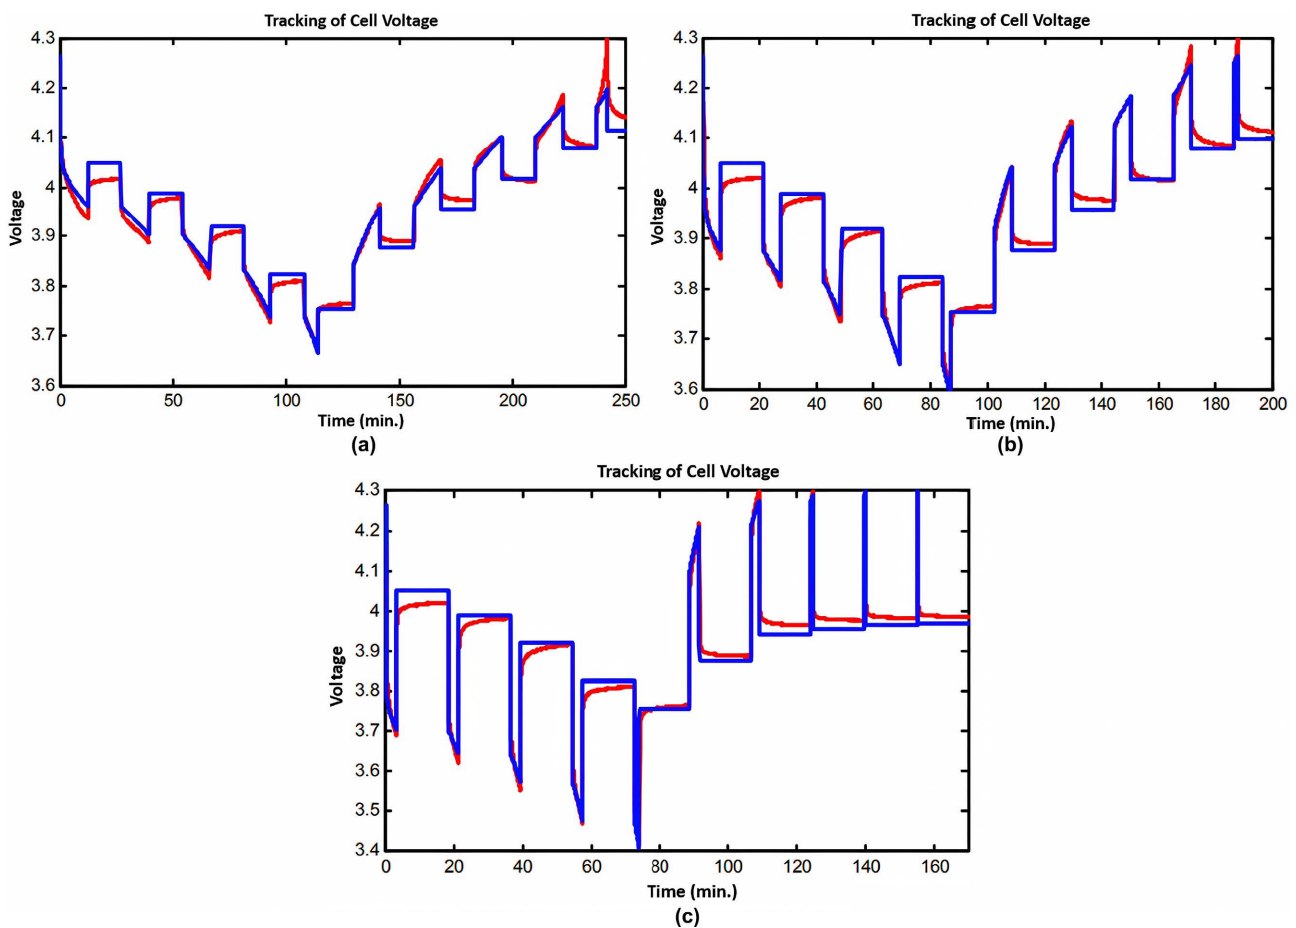 Tracking of Cell Voltage
4.3
4.2
4.1
4
3.9
3.8
3.7
3.6
Voltage
0 50 100 150 200 250
Time (min.)
(a)
Tracking of Cell Voltage
4.3
4.2
4.1
4
3.9
3.8
3.7
3.6
Voltage
0 20 40 60 80 100 120 140 160 180 200
Time (min.)
(b)
Tracking of Cell Voltage
4.3
4.2
4.1
4
3.9
3.8
3.7
3.6
3.5
3.4
Voltage
0 20 40 60 80 100 120 140 160
Time (min.)
(c)